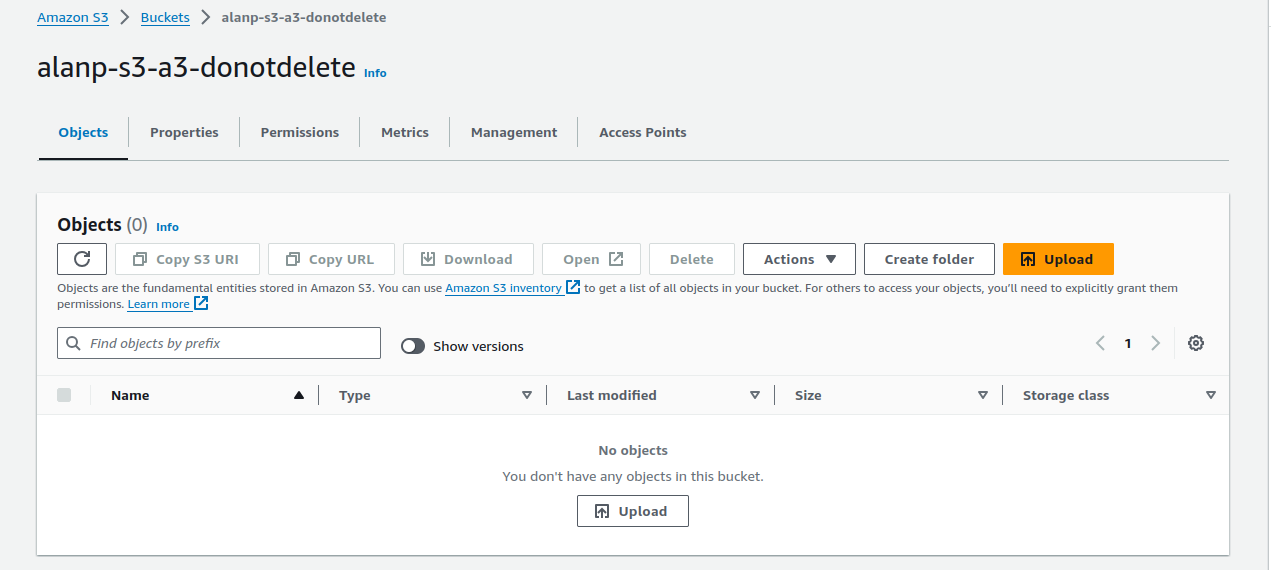 Amazon S3 > Buckets > alanp-s3-a3-donotdelete
alanp-s3-a3-donotdelete Info
Objects Properties Permissions Metrics Management Access Points
Objects (0) Info
Copy S3 URI Copy URL Download Open Delete Actions Create folder Upload
Objects are the fundamental entities stored in Amazon S3. You can use Amazon S3 inventory to get a list of all objects in your bucket. For others to access your objects, you'll need to explicitly grant them
permissions. Learn more
Find objects by prefix Show versions 1
Name Type Last modified Size Storage class
No objects
You don't have any objects in this bucket.
Upload